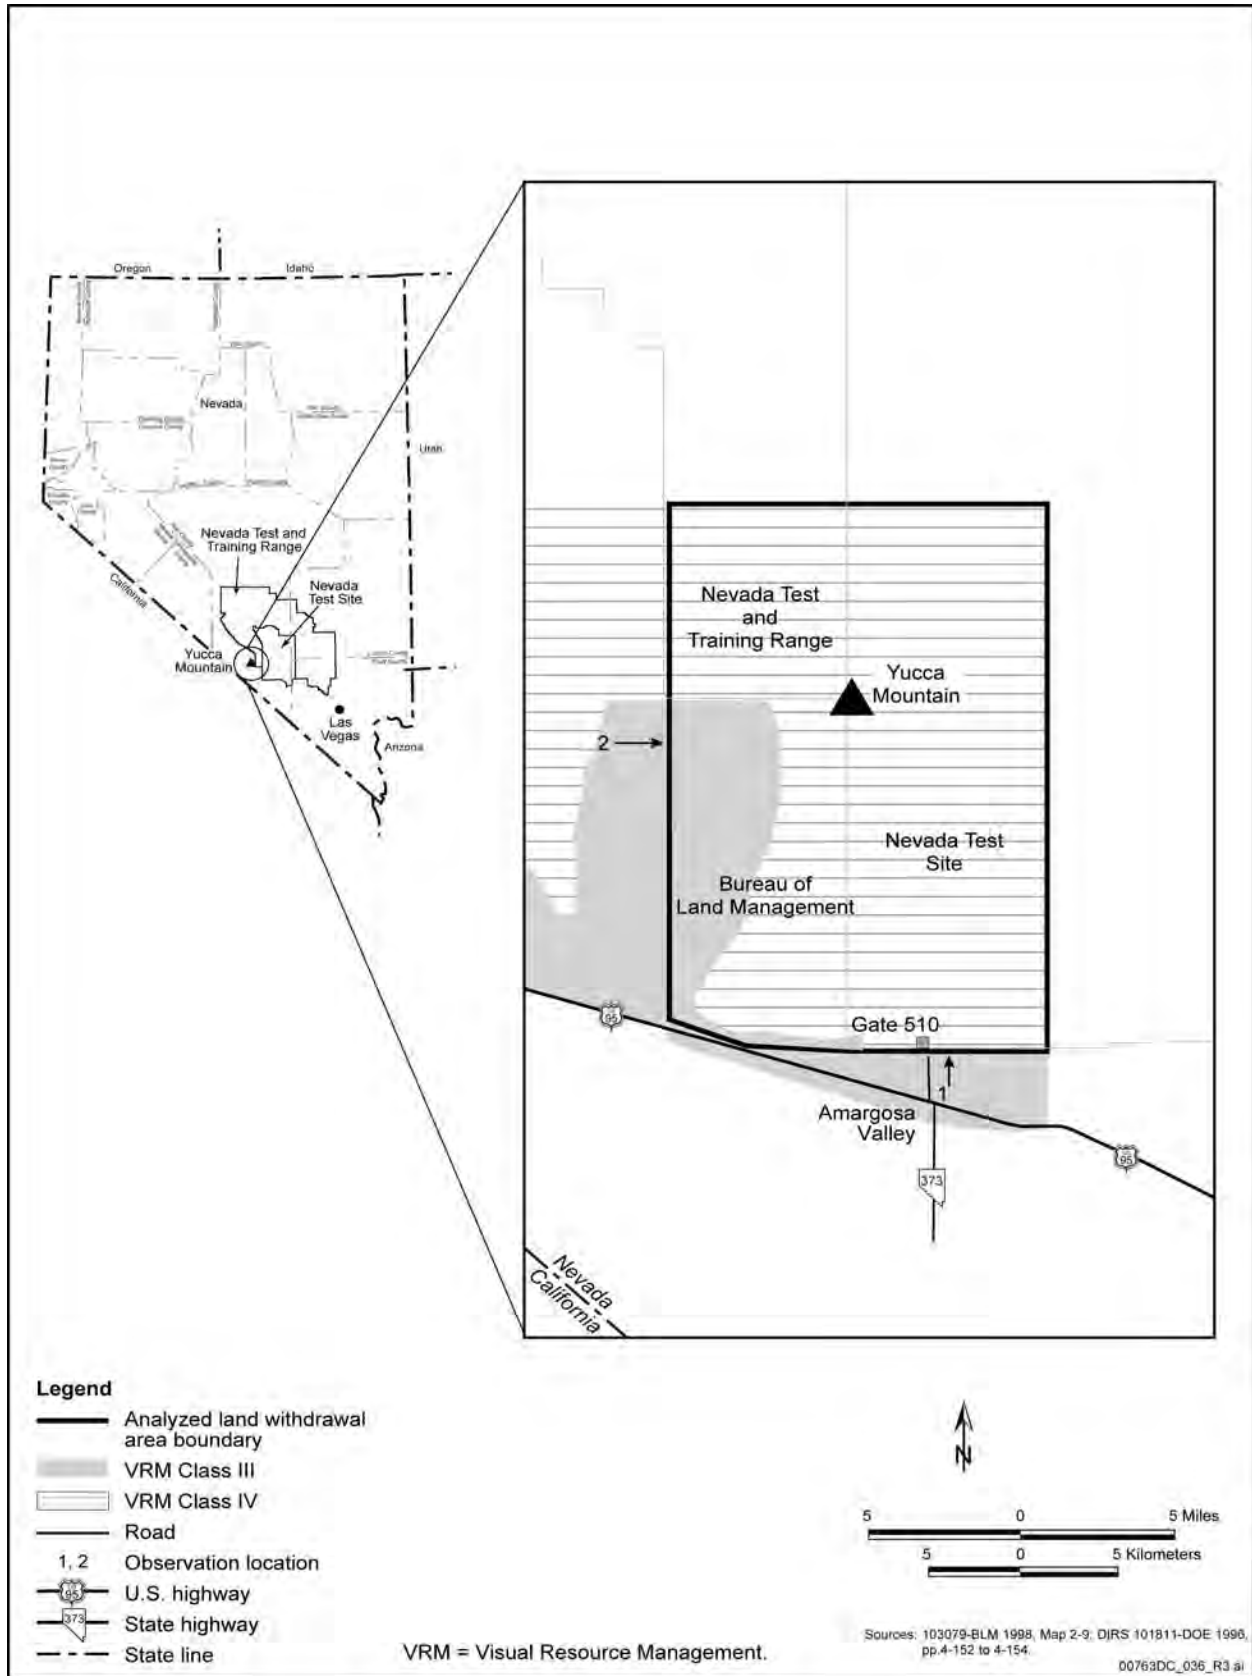 Oregon
Idaho
Nevada
Utah
Nevada Test and
Training Range
Nevada
Test Site
California
Yucca
Mountain
Las
Vegas
Arizona
Nevada Test
and
Training Range
Yucca
Mountain
2
Nevada Test
Site
Bureau of
Land Management
95
Gate 510
1
Amargosa
Valley
95
373
Nevada
California
Legend
Analyzed land withdrawal
area boundary
VRM Class III
VRM Class IV
Road
1, 2 Observation location
95 U.S. highway
373 State highway
State line
N
5 0 5 Miles
5 0 5 Kilometers
VRM = Visual Resource Management.
Sources: 103079-BLM 1998, Map 2-9; DIRS 101811-DOE 1996,
pp.4-152 to 4-154.
00763DC_036_R3.ai